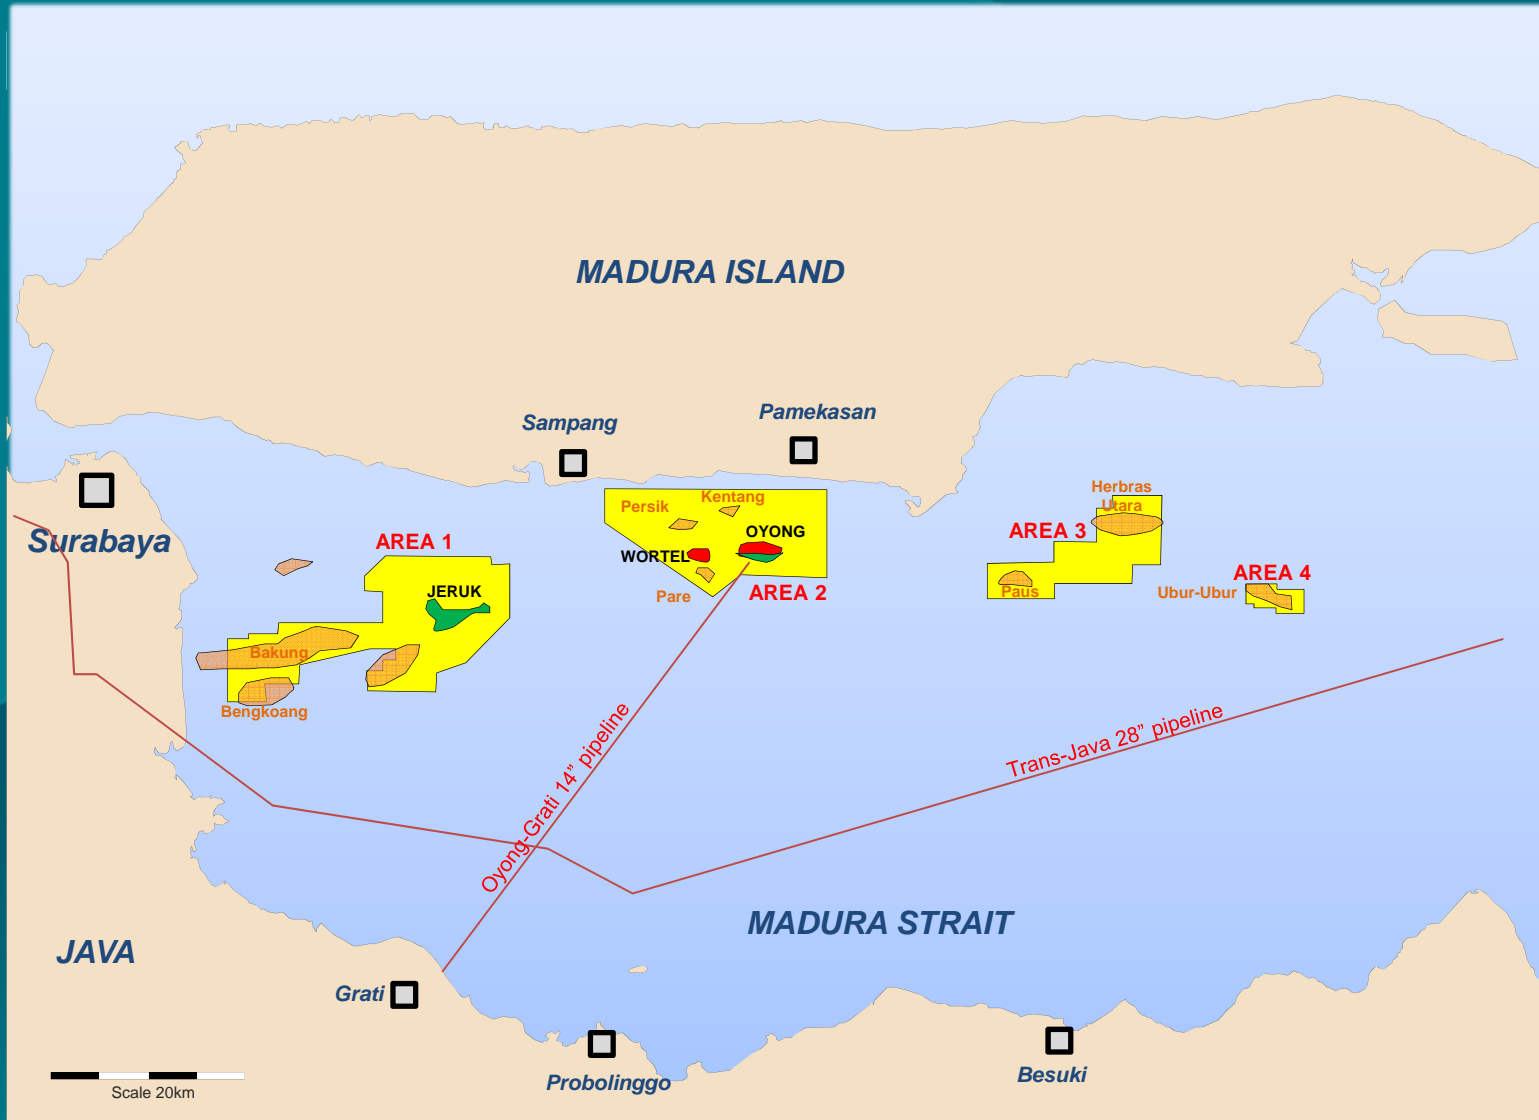 MADURA ISLAND
Sampang
Pamekasan
Surabaya
AREA 1
JERUK
Bakung
Bengkoang
Persik
Kentang
OYONG
WORTEL
Pare
AREA 2
Herbras
Utara
AREA 3
Paus
AREA 4
Ubur-Ubur
Oyong-Grati 14” pipeline
Trans-Java 28” pipeline
MADURA STRAIT
JAVA
Grati
Probolinggo
Besuki
Scale 20km